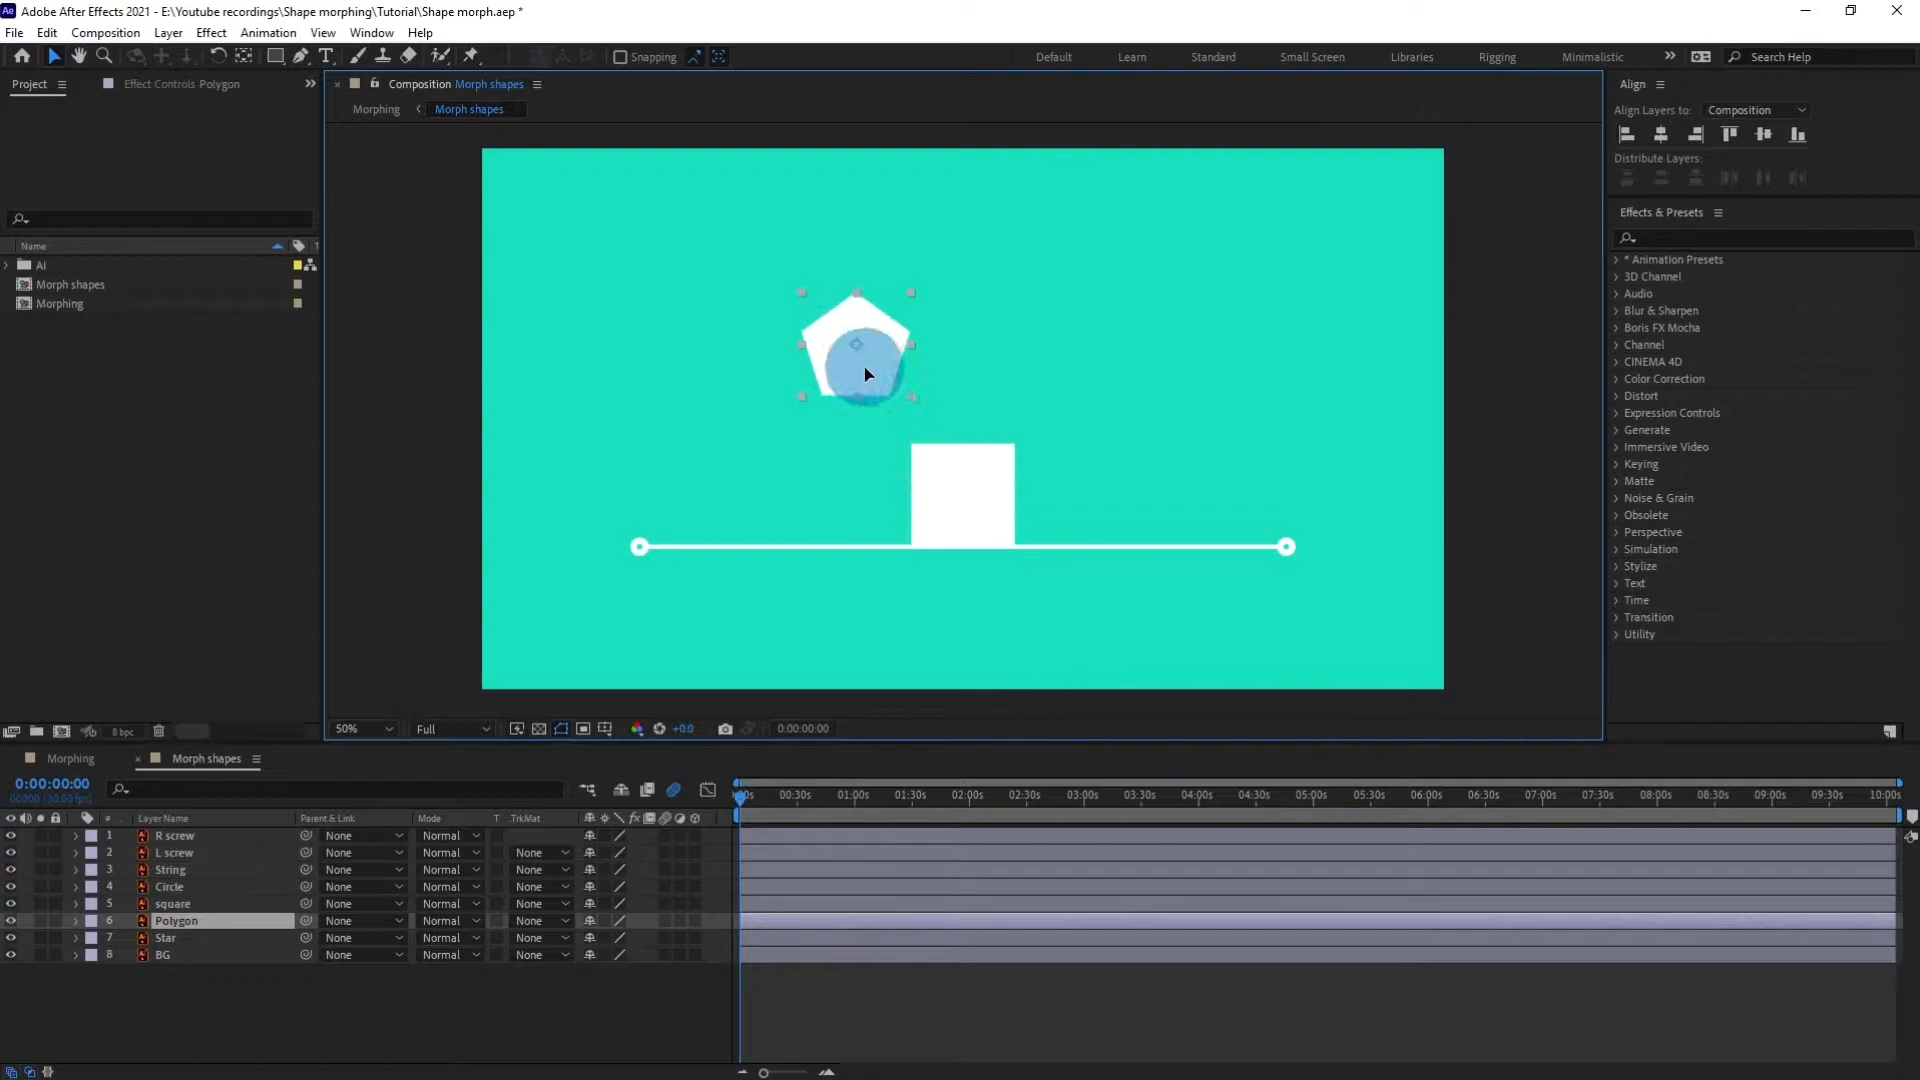 Adobe After Effects 2021 - E:\Youtube recordings\Shape morphing\Tutorial\Shape morph.aep *
File Edit Composition Layer Effect Animation View Window Help
Snapping Default Learn Standard Small Screen Libraries Rigging Minimalistic Search Help
Project Effect Controls Polygon
Composition Morph shapes
Morphing Morph shapes
Align
Align Layers to: Composition
Distribute Layers:
Effects & Presets
Name
AI
Morph shapes
Morphing
* Animation Presets
3D Channel
Audio
Blur & Sharpen
Boris FX Mocha
Channel
CINEMA 4D
Color Correction
Distort
Expression Controls
Generate
Immersive Video
Keying
Matte
Noise & Grain
Obsolete
Perspective
Simulation
Stylize
Text
Time
Transition
Utility
8 bpc
50% Full +0.0 0:00:00:00
Morphing Morph shapes
0:00:00:00
00000 (30.00 fps)
00:30s 01:00s 01:30s 02:00s 02:30s 03:00s 03:30s 04:00s 04:30s 05:00s 05:30s 06:00s 06:30s 07:00s 07:30s 08:00s 08:30s 09:00s 09:30s 10:00s
# Layer Name Parent & Link Mode T .TrkMat
1 R screw None Normal
2 L screw None Normal None
3 String None Normal None
4 Circle None Normal None
5 square None Normal None
6 Polygon None Normal None
7 Star None Normal None
8 BG None Normal None